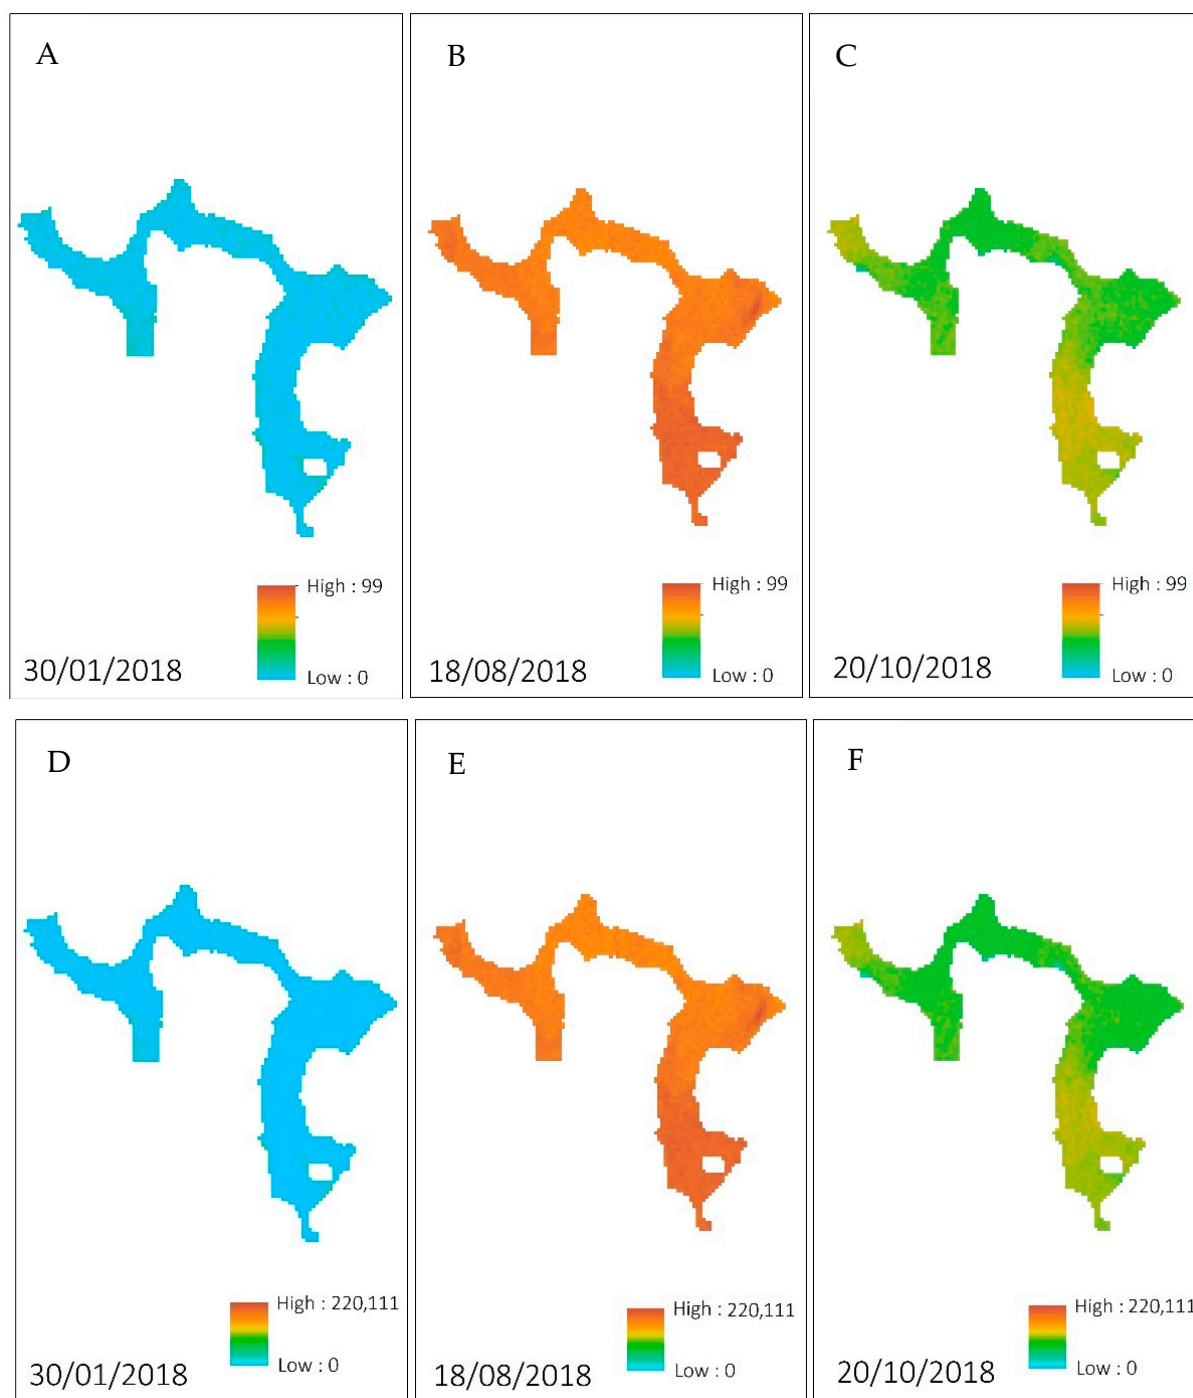 A
B
C
High : 99
Low : 0
30/01/2018
High : 99
Low : 0
18/08/2018
High : 99
Low : 0
20/10/2018
D
E
F
High : 220,111
Low : 0
30/01/2018
High : 220,111
Low : 0
18/08/2018
High : 220,111
Low : 0
20/10/2018